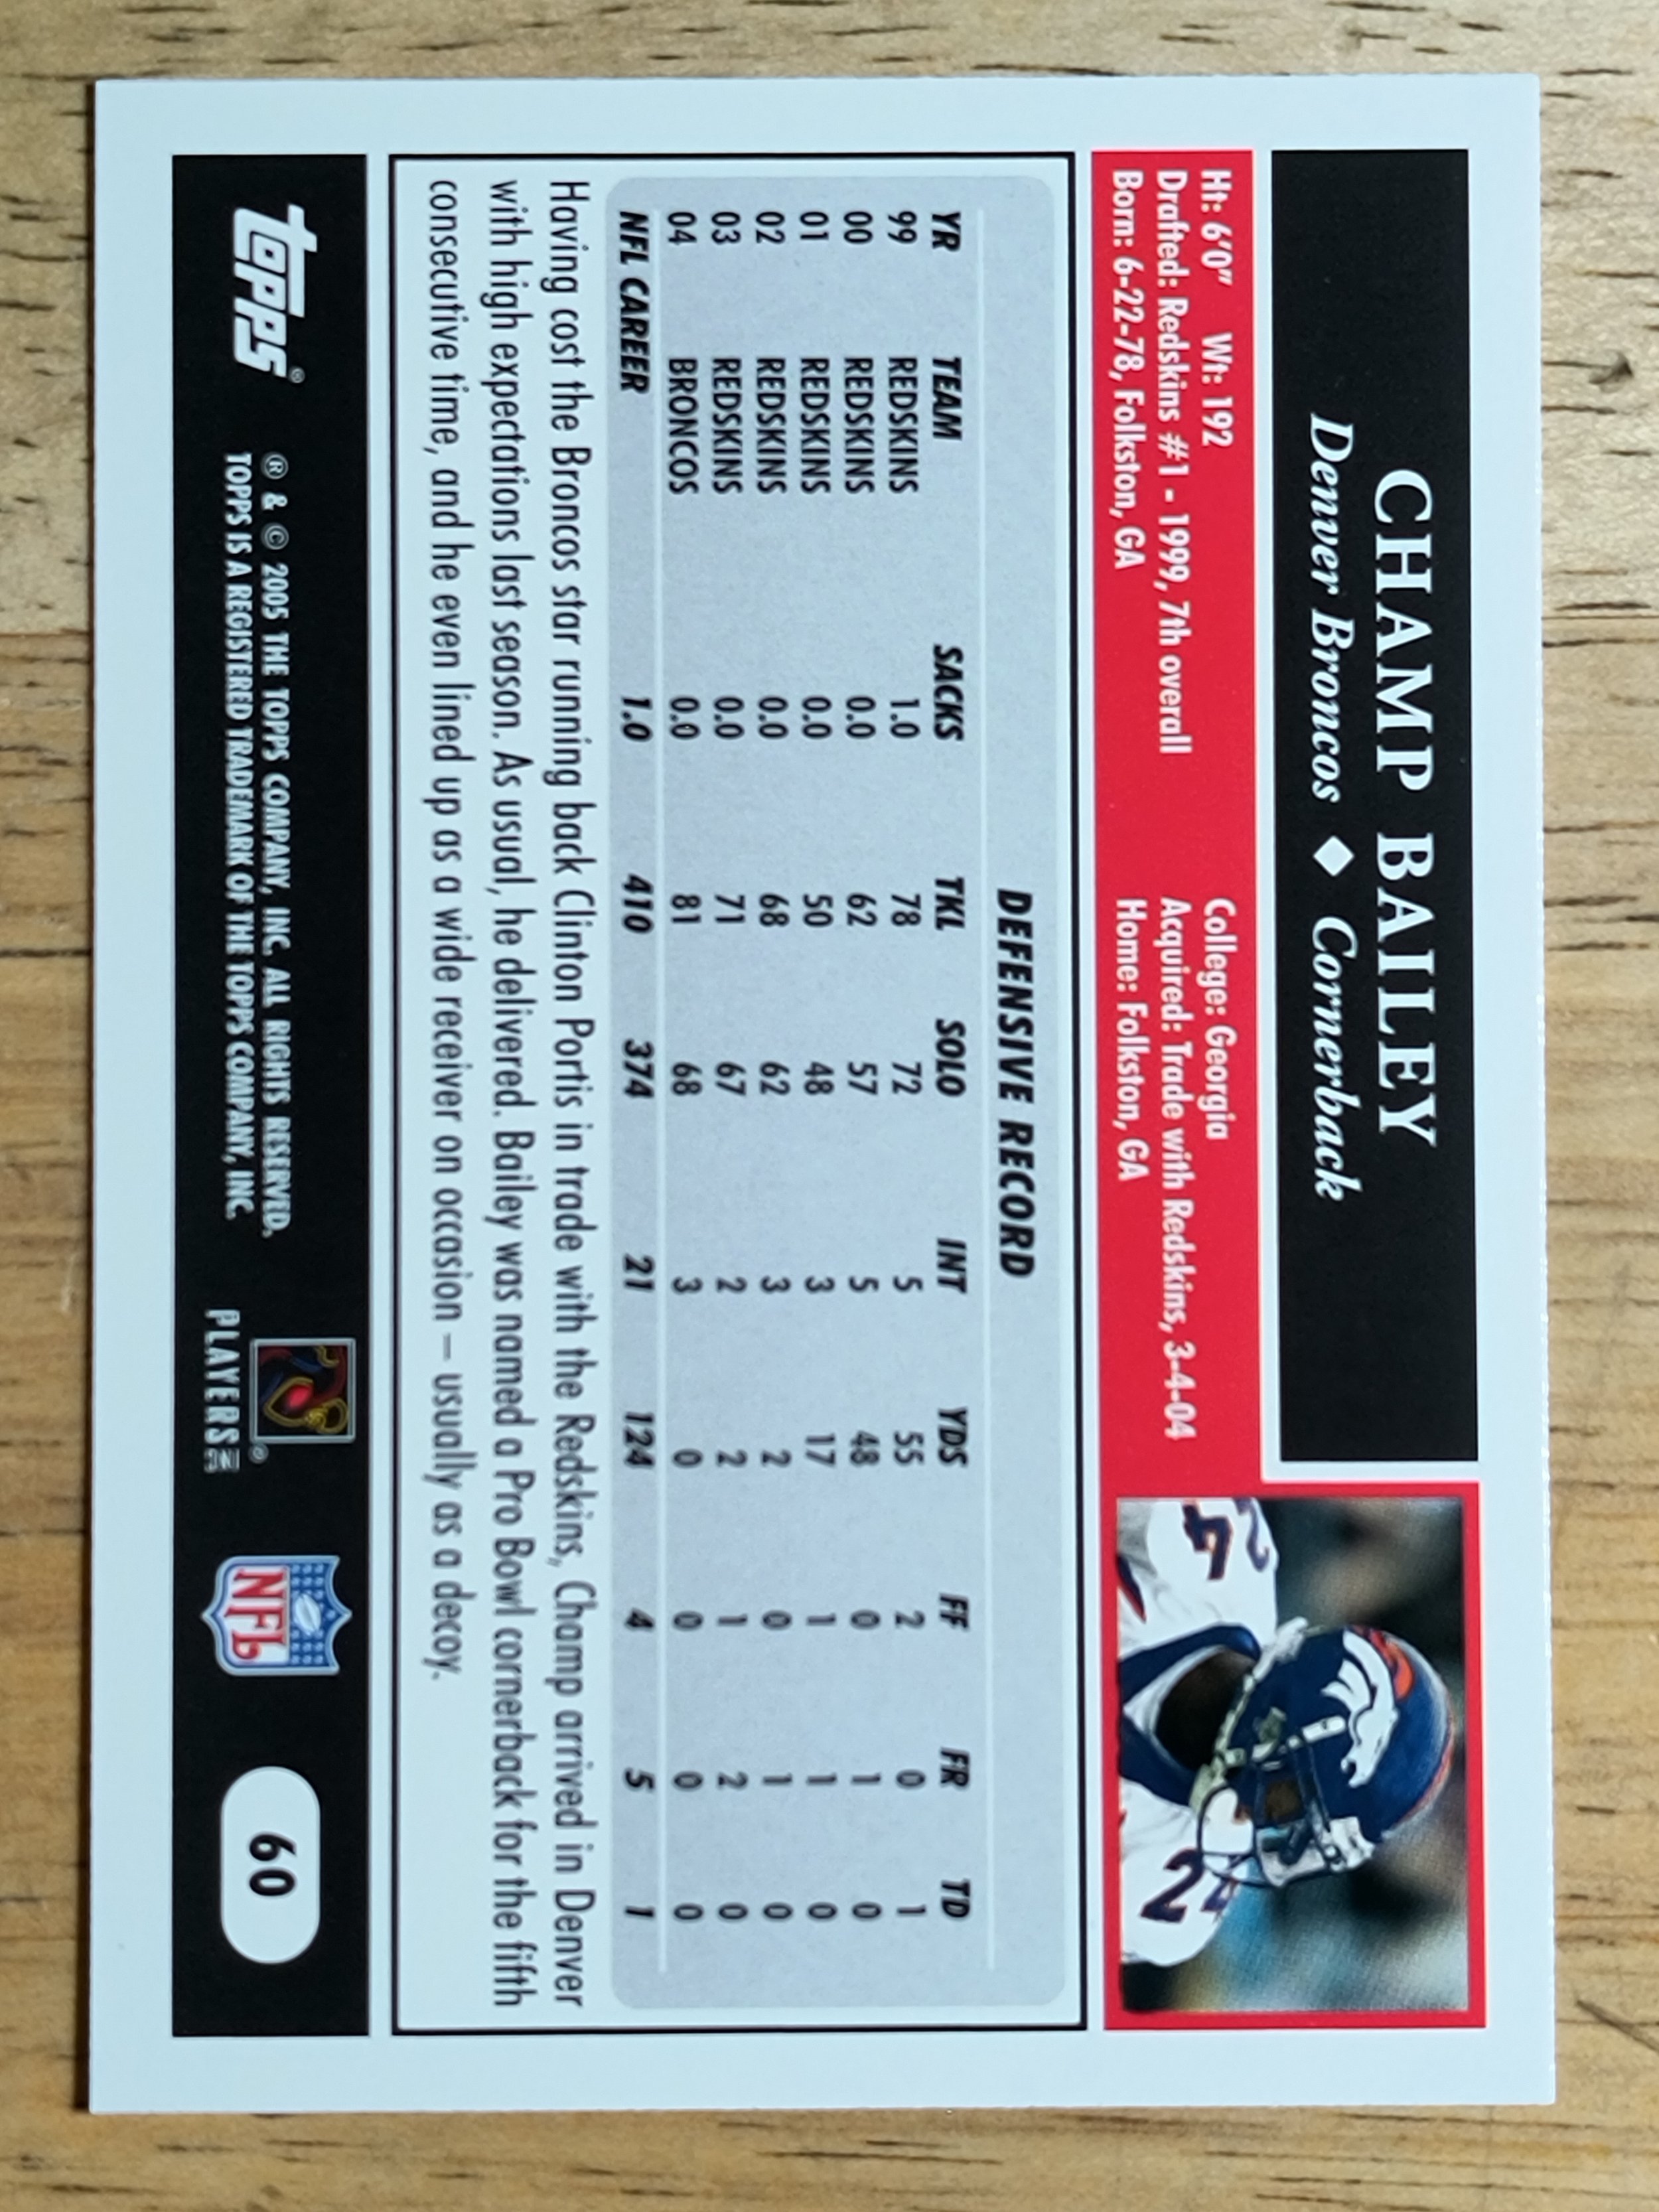 CHAMP BAILEY
Denver Broncos ◆ Cornerback
Ht: 6'0" Wt: 192 College: Georgia
Drafted: Redskins #1 - 1999, 7th overall Acquired: Trade with Redskins, 3-4-04
Born: 6-22-78, Folkston, GA Home: Folkston, GA
24
24
DEFENSIVE RECORD
YR TEAM SACKS TKL SOLO INT YDS FF FR TD
99 REDSKINS 1.0 78 72 5 55 2 0 1
00 REDSKINS 0.0 62 57 5 48 0 1 0
01 REDSKINS 0.0 50 48 3 17 1 1 0
02 REDSKINS 0.0 68 62 3 2 0 1 0
03 REDSKINS 0.0 71 67 2 2 1 2 0
04 BRONCOS 0.0 81 68 3 0 0 0 0
NFL CAREER 1.0 410 374 21 124 4 5 1
Having cost the Broncos star running back Clinton Portis in trade with the Redskins, Champ arrived in Denver
with high expectations last season. As usual, he delivered. Bailey was named a Pro Bowl cornerback for the fifth
consecutive time, and he even lined up as a wide receiver on occasion – usually as a decoy.
topps®
® & © 2005 THE TOPPS COMPANY, INC. ALL RIGHTS RESERVED.
TOPPS IS A REGISTERED TRADEMARK OF THE TOPPS COMPANY, INC.
PLAYERS INC
®
NFL
60